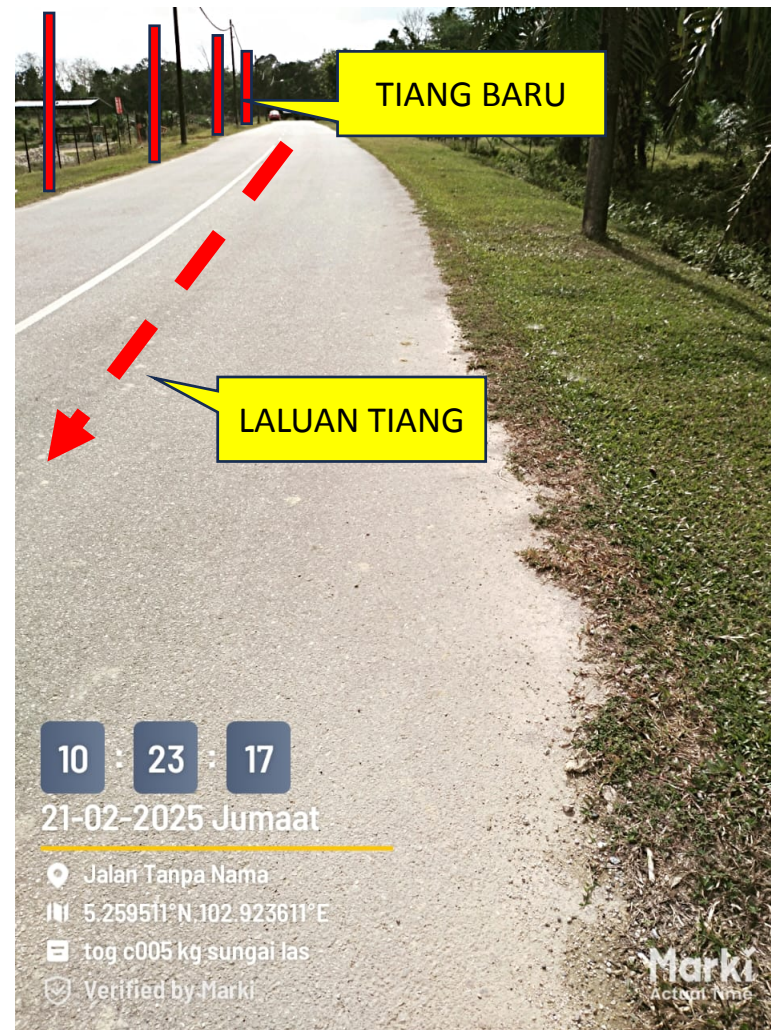 TIANG BARU
LALUAN TIANG
10 : 23 : 17
21-02-2025 Jumaat
Jalan Tanpa Nama
5.259511°N,102.923611°E
tog c005 kg sungai las
Verified by Marki
Marki
Actual Time